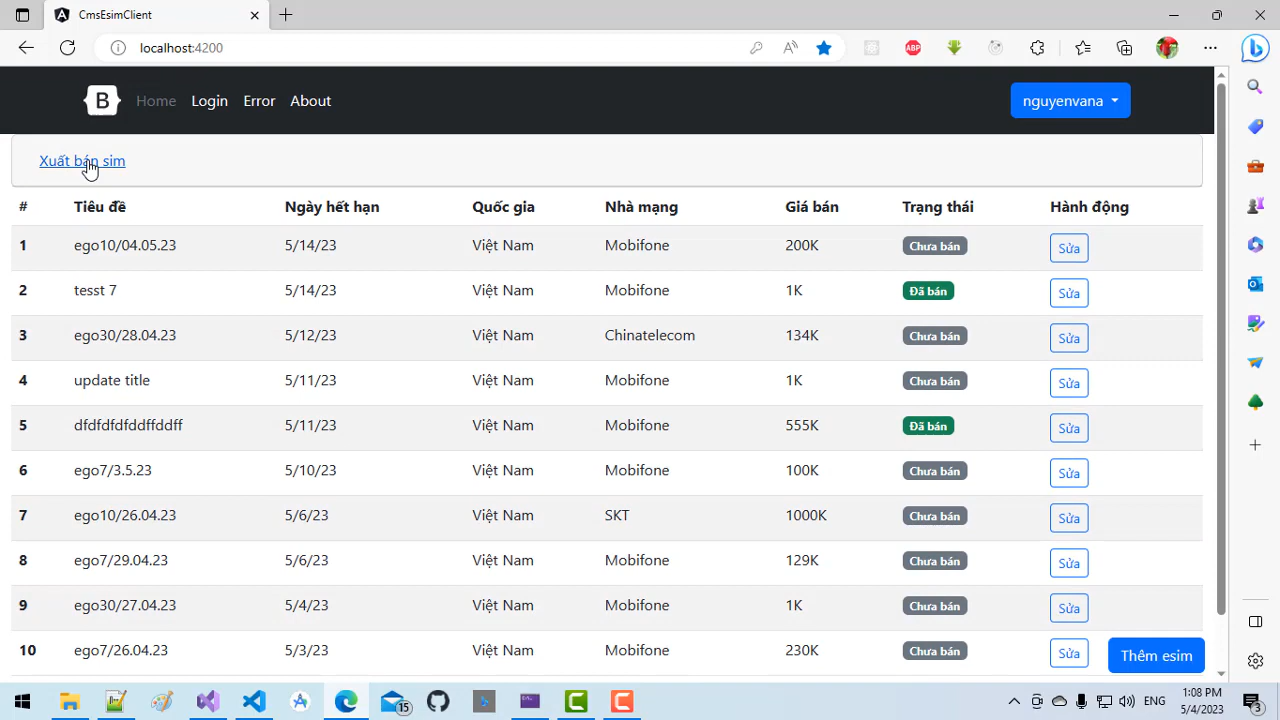 CmsEsimClient
localhost:4200
B Home Login Error About nguyenvana
Xuất bán sim
# Tiêu đề Ngày hết hạn Quốc gia Nhà mạng Giá bán Trạng thái Hành động
1 ego10/04.05.23 5/14/23 Việt Nam Mobifone 200K Chưa bán Sửa
2 tesst 7 5/14/23 Việt Nam Mobifone 1K Đã bán Sửa
3 ego30/28.04.23 5/12/23 Việt Nam Chinatelecom 134K Chưa bán Sửa
4 update title 5/11/23 Việt Nam Mobifone 1K Chưa bán Sửa
5 dfdfdfdfddffddff 5/11/23 Việt Nam Mobifone 555K Đã bán Sửa
6 ego7/3.5.23 5/10/23 Việt Nam Mobifone 100K Chưa bán Sửa
7 ego10/26.04.23 5/6/23 Việt Nam SKT 1000K Chưa bán Sửa
8 ego7/29.04.23 5/6/23 Việt Nam Mobifone 129K Chưa bán Sửa
9 ego30/27.04.23 5/4/23 Việt Nam Mobifone 1K Chưa bán Sửa
10 ego7/26.04.23 5/3/23 Việt Nam Mobifone 230K Chưa bán Sửa
Thêm esim
15 ENG 1:08 PM
5/4/2023 3